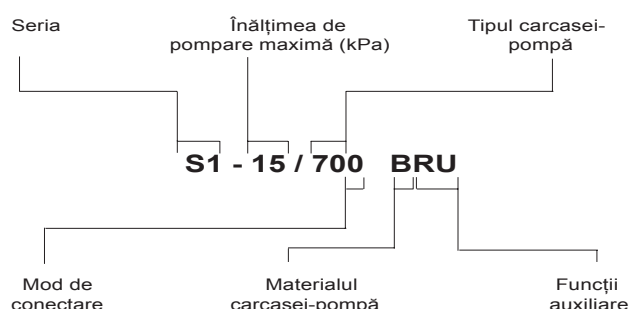 Seria
Înălțimea de
pompare maximă (kPa)
Tipul carcasei-
pompă
S1 - 15 / 700 BRU
Mod de
conectare
Materialul
carcasei-pompă
Funcții
auxiliare